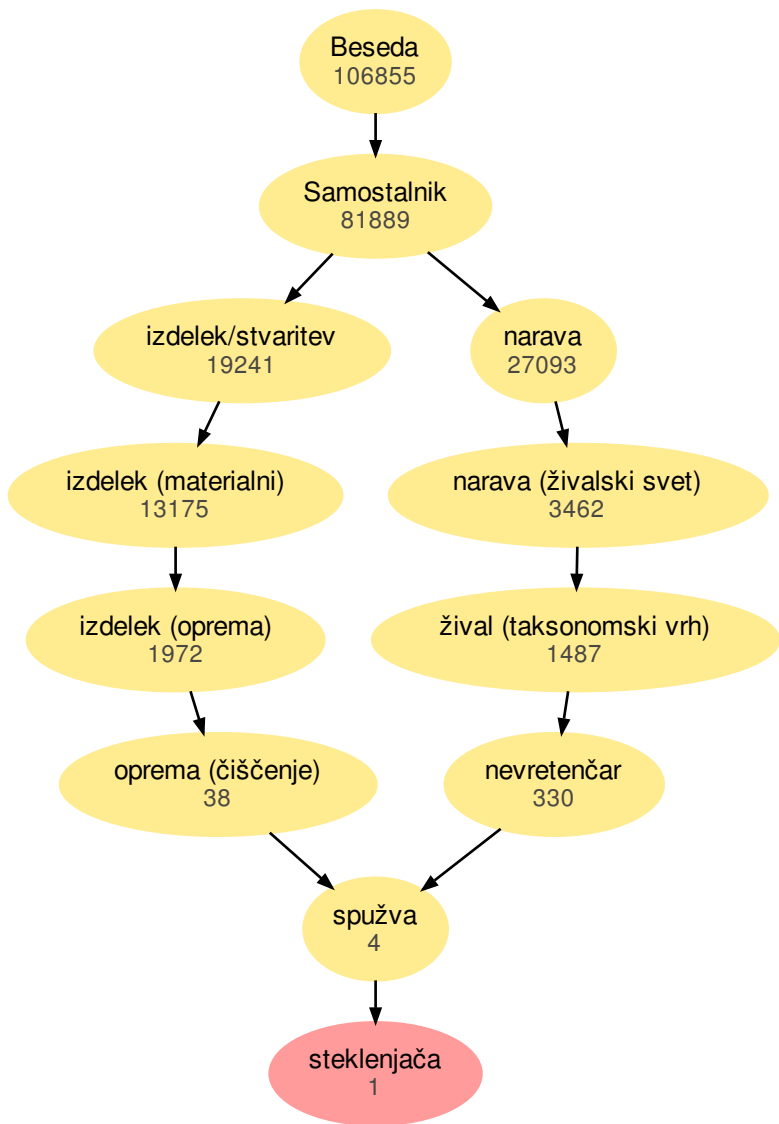 Beseda
106855
Samostalnik
81889
izdelek/stvaritev
19241
narava
27093
izdelek (materialni)
13175
narava (živalski svet)
3462
izdelek (oprema)
1972
žival (taksonomski vrh)
1487
oprema (čiščenje)
38
nevretenčar
330
spužva
4
steklenjača
1